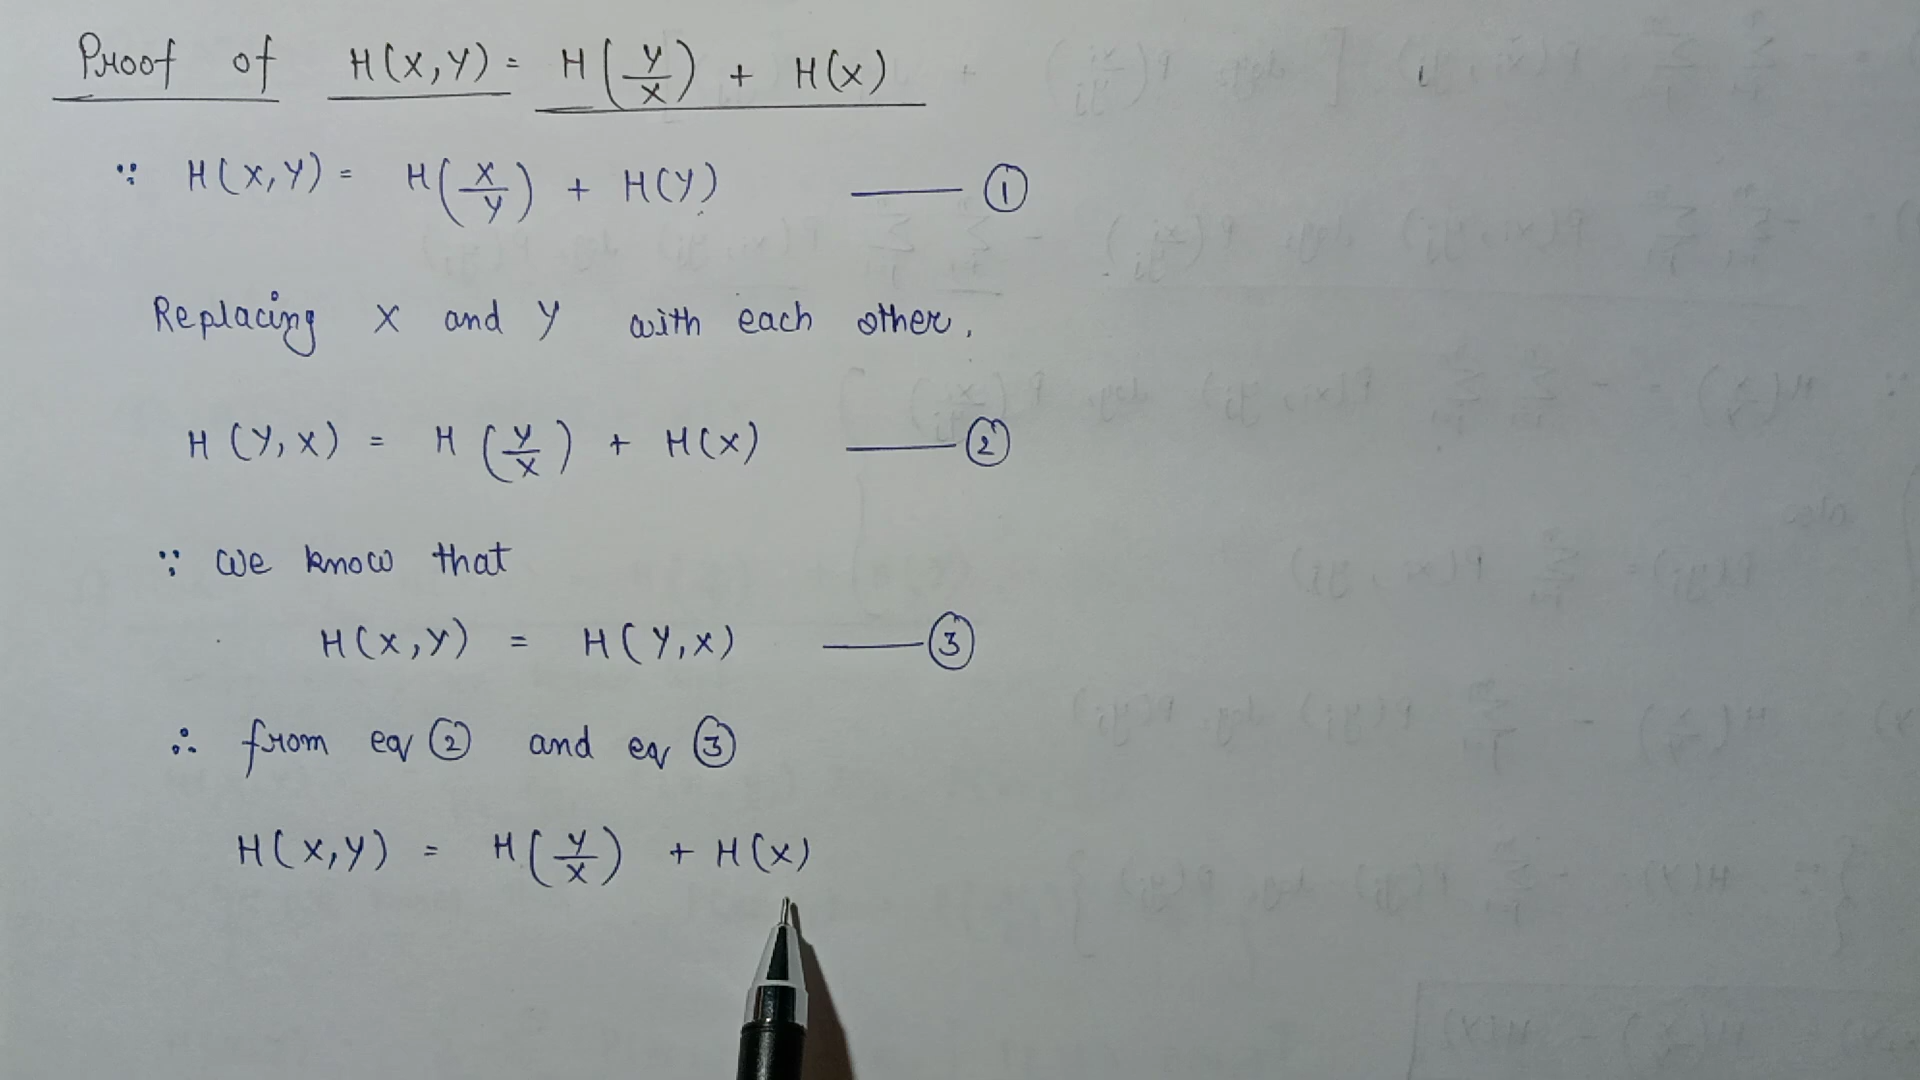 Proof of H(X,Y) = H(Y/X) + H(X)
∵ H(X,Y) = H(X/Y) + H(Y) —— ①
Replacing X and Y with each other,
H(Y,X) = H(Y/X) + H(X) —— ②
∵ we know that
H(X,Y) = H(Y,X) —— ③
∴ from eq ② and eq ③
H(X,Y) = H(Y/X) + H(X)